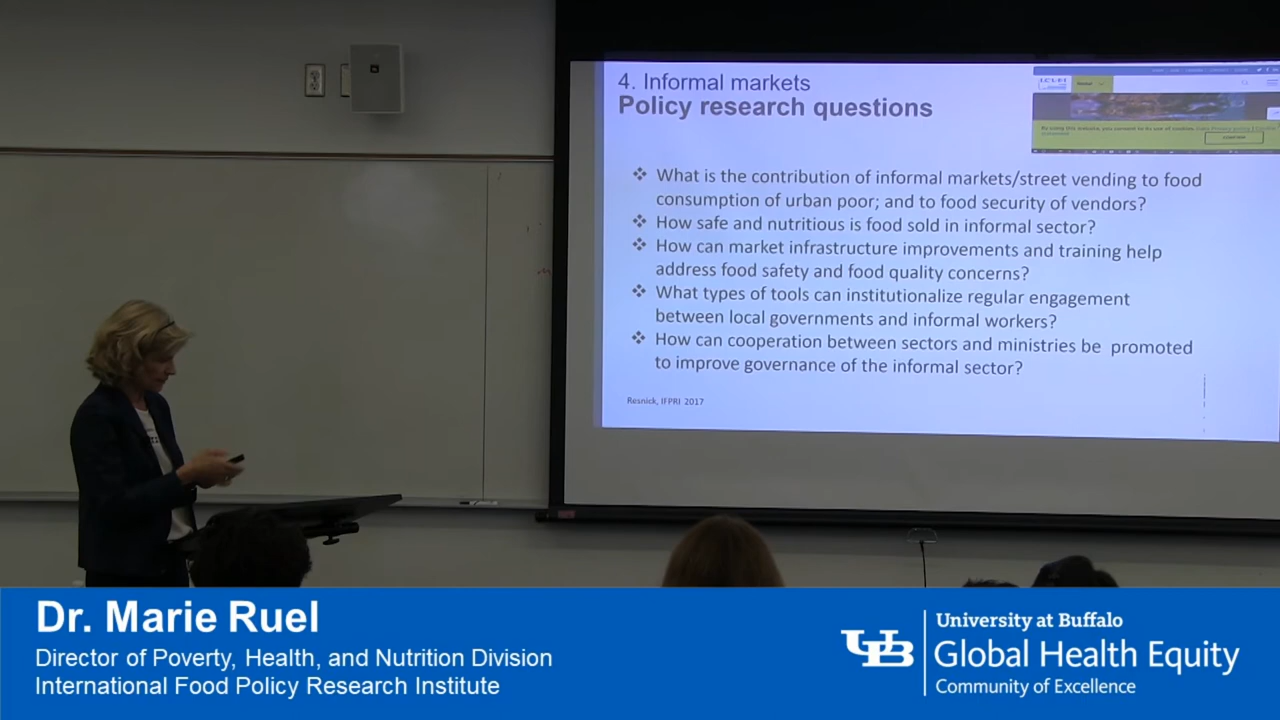 4. Informal markets
Policy research questions
What is the contribution of informal markets/street vending to food
consumption of urban poor; and to food security of vendors?
How safe and nutritious is food sold in informal sector?
How can market infrastructure improvements and training help
address food safety and food quality concerns?
What types of tools can institutionalize regular engagement
between local governments and informal workers?
How can cooperation between sectors and ministries be promoted
to improve governance of the informal sector?
Resnick, IFPRI 2017
Dr. Marie Ruel
Director of Poverty, Health, and Nutrition Division
International Food Policy Research Institute
UB
University at Buffalo
Global Health Equity
Community of Excellence